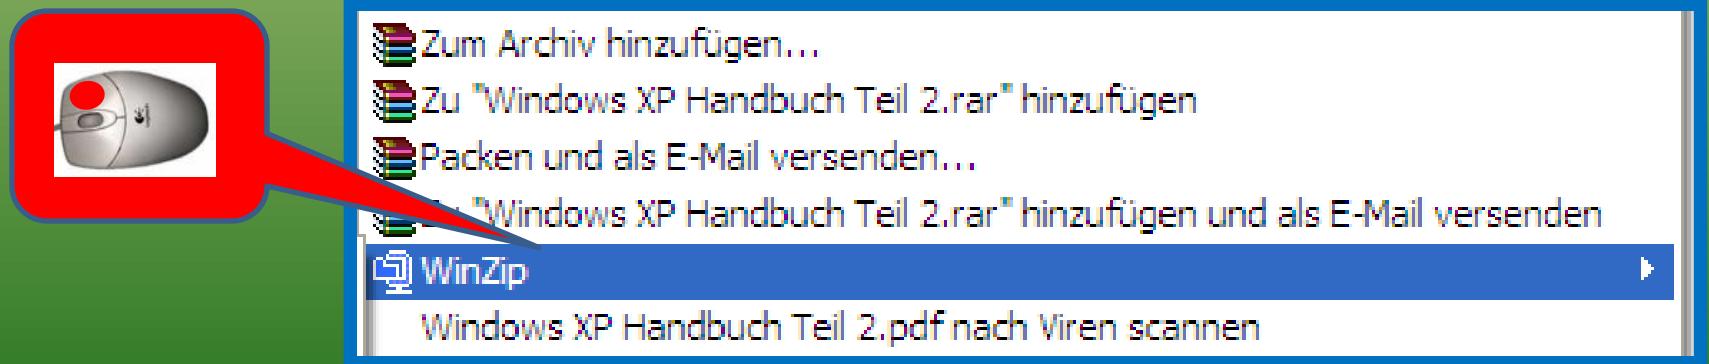 Zum Archiv hinzufügen...
Zu "Windows XP Handbuch Teil 2.rar" hinzufügen
Packen und als E-Mail versenden...
"Windows XP Handbuch Teil 2.rar" hinzufügen und als E-Mail versenden
WinZip
Windows XP Handbuch Teil 2.pdf nach Viren scannen